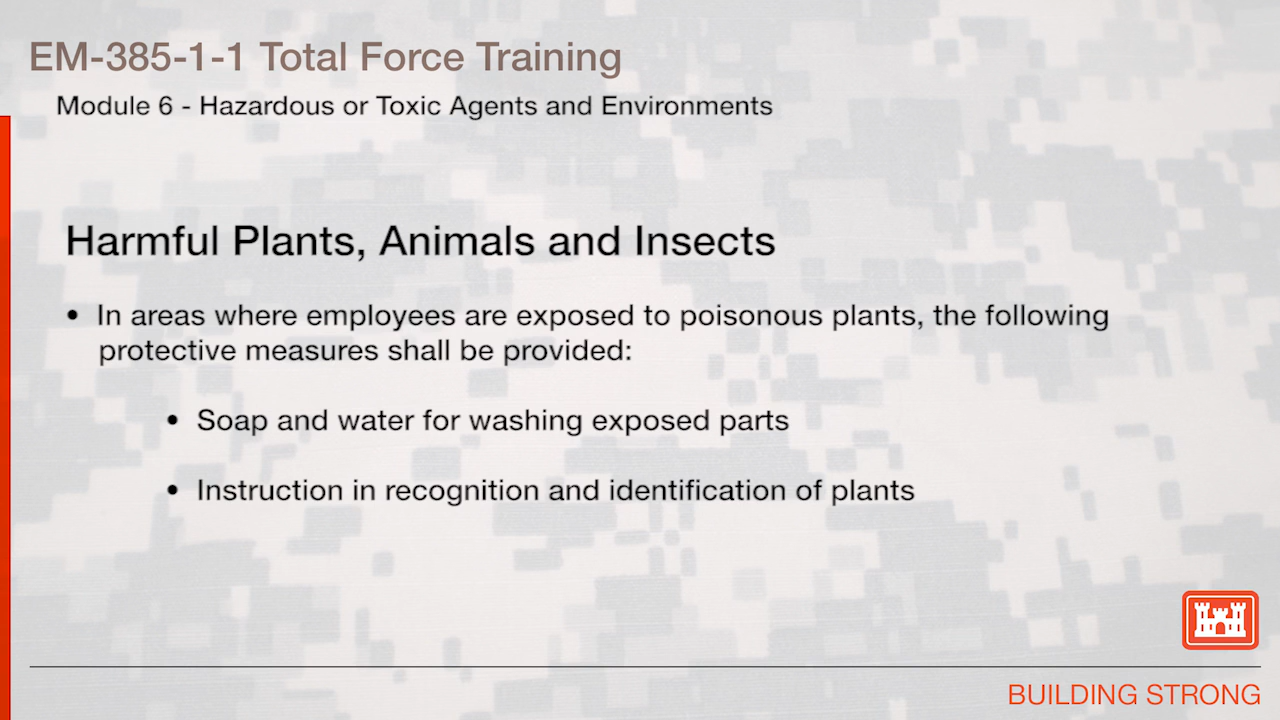 EM-385-1-1 Total Force Training
Module 6 - Hazardous or Toxic Agents and Environments
Harmful Plants, Animals and Insects
• In areas where employees are exposed to poisonous plants, the following
protective measures shall be provided:
• Soap and water for washing exposed parts
• Instruction in recognition and identification of plants
BUILDING STRONG